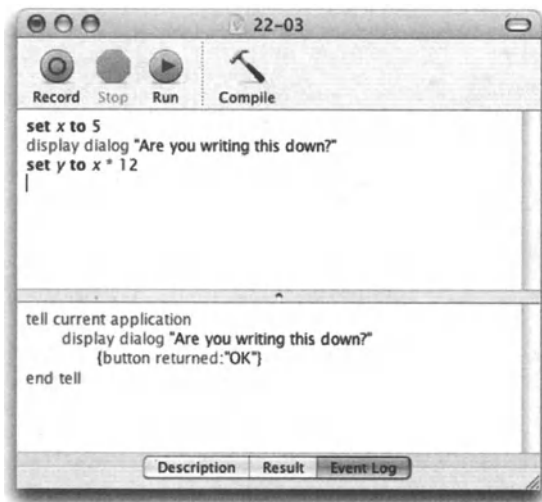 22-03
Record Stop Run Compile
set x to 5
display dialog "Are you writing this down?"
set y to x * 12
tell current application
display dialog "Are you writing this down?"
{button returned:"OK"}
end tell
Description Result Event Log